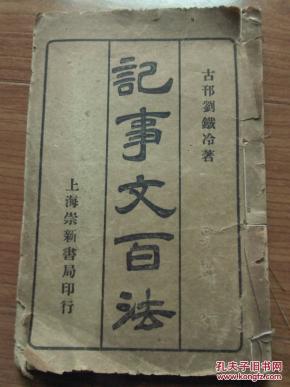 古邗劉鐵冷著
記事文百法
上海崇新書局印行
孔夫子旧书网